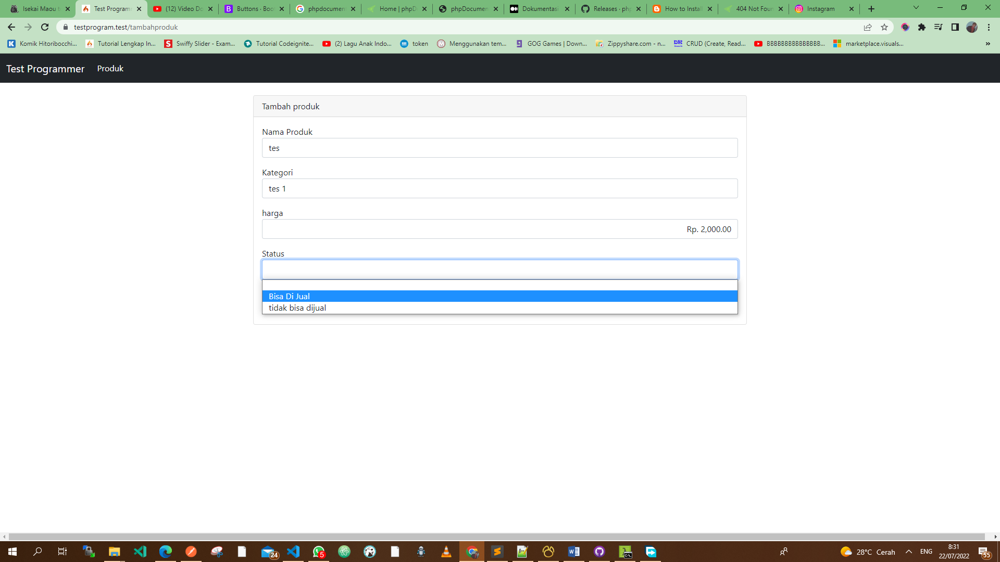 Isekai Maou t
Test Programm
(12) Video Do
Buttons · Boo
phpdocument
Home | phpD
phpDocumen
Dokumentasi
Releases · php
How to Install
404 Not Foun
Instagram
testprogram.test/tambahproduk
Komik Hitoribocchi...
Tutorial Lengkap In...
Swiffy Slider - Exam...
Tutorial Codeignite...
(2) Lagu Anak Indo...
token
Menggunakan tem...
GOG Games | Down...
Zippyshare.com - n...
CRUD (Create, Read...
BBBBBBBBBBBBBBB...
marketplace.visuals...
»
Test Programmer
Produk
Tambah produk
Nama Produk
tes
Kategori
tes 1
harga
Rp. 2,000.00
Status
Bisa Di Jual
tidak bisa dijual
24
5
28°C Cerah
ENG
8:31
22/07/2022
55